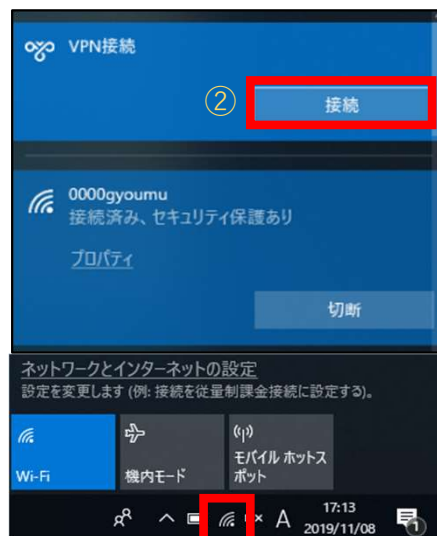 VPN接続
②
接続
0000gyoumu
接続済み、セキュリティ保護あり
プロパティ
切断
ネットワークとインターネットの設定
設定を変更します (例: 接続を従量制課金接続に設定する)。
Wi-Fi
機内モード
モバイル ホットス
ポット
A
17:13
2019/11/08
1